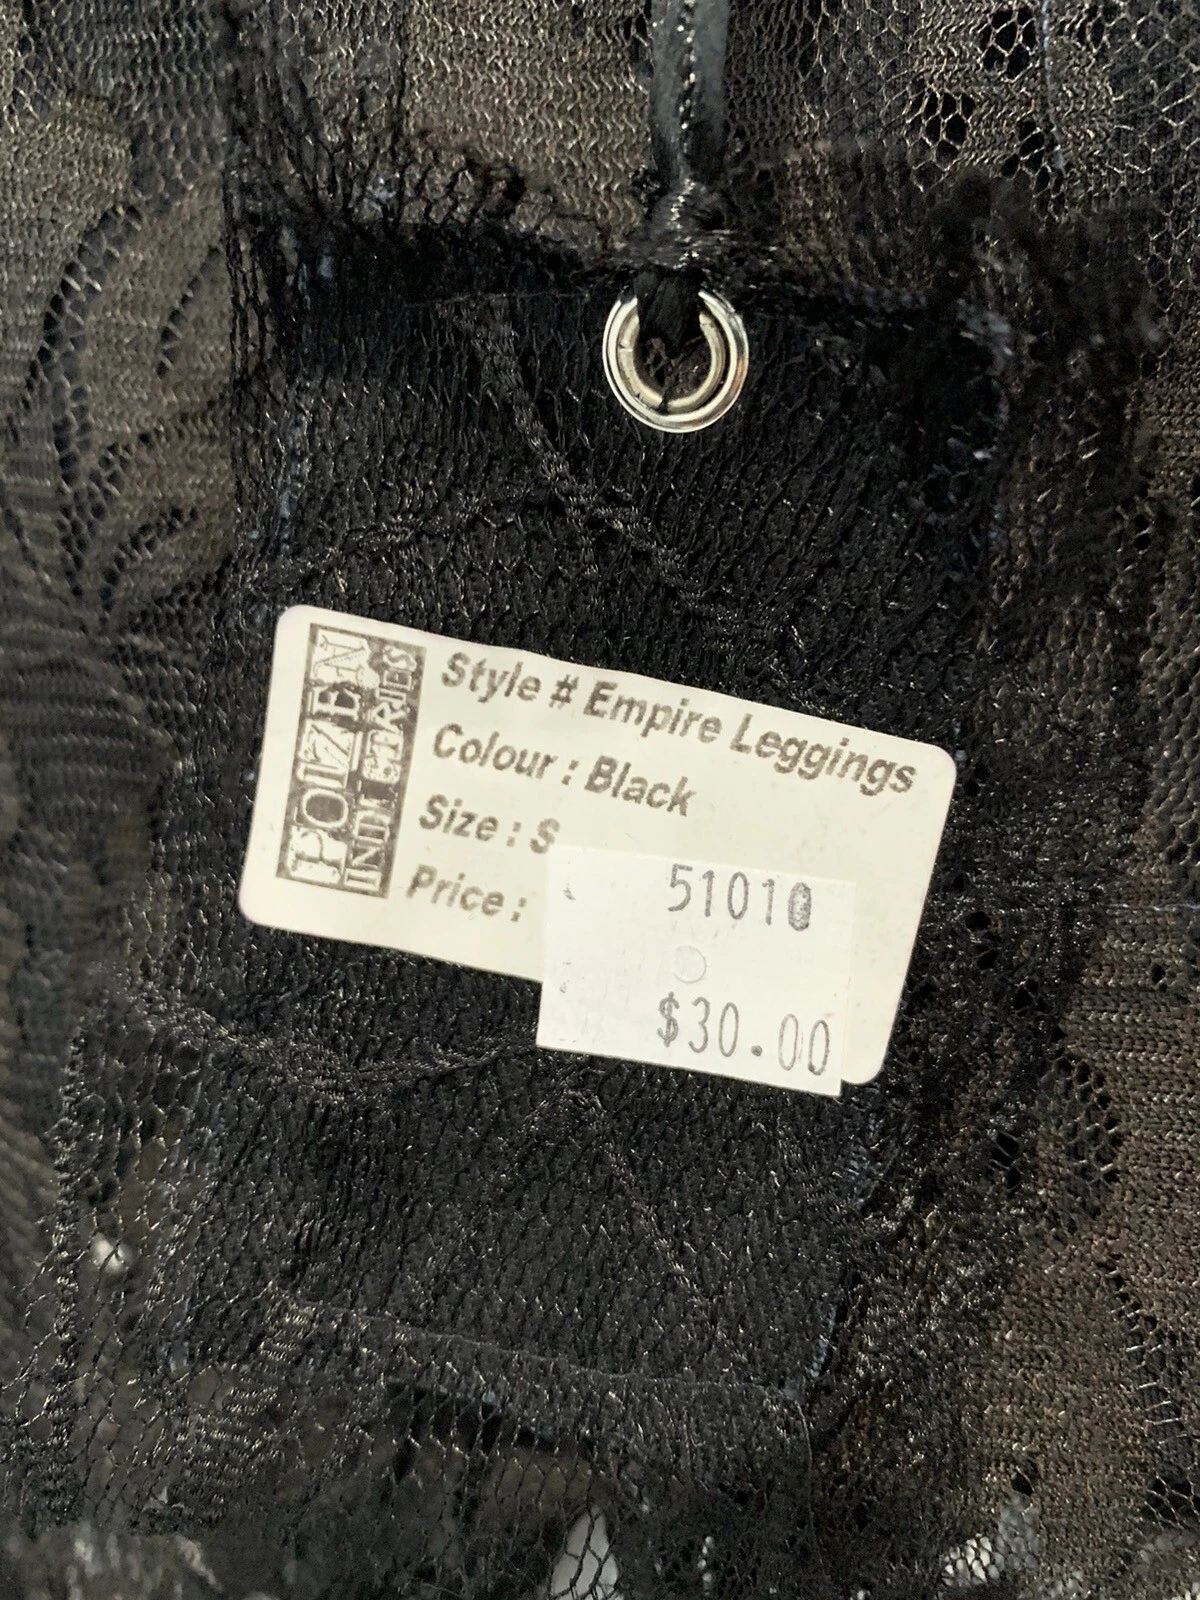 POIZEN
INDUSTRIES
Style # Empire Leggings
Colour : Black
Size : S
Price :
51010
$30.00